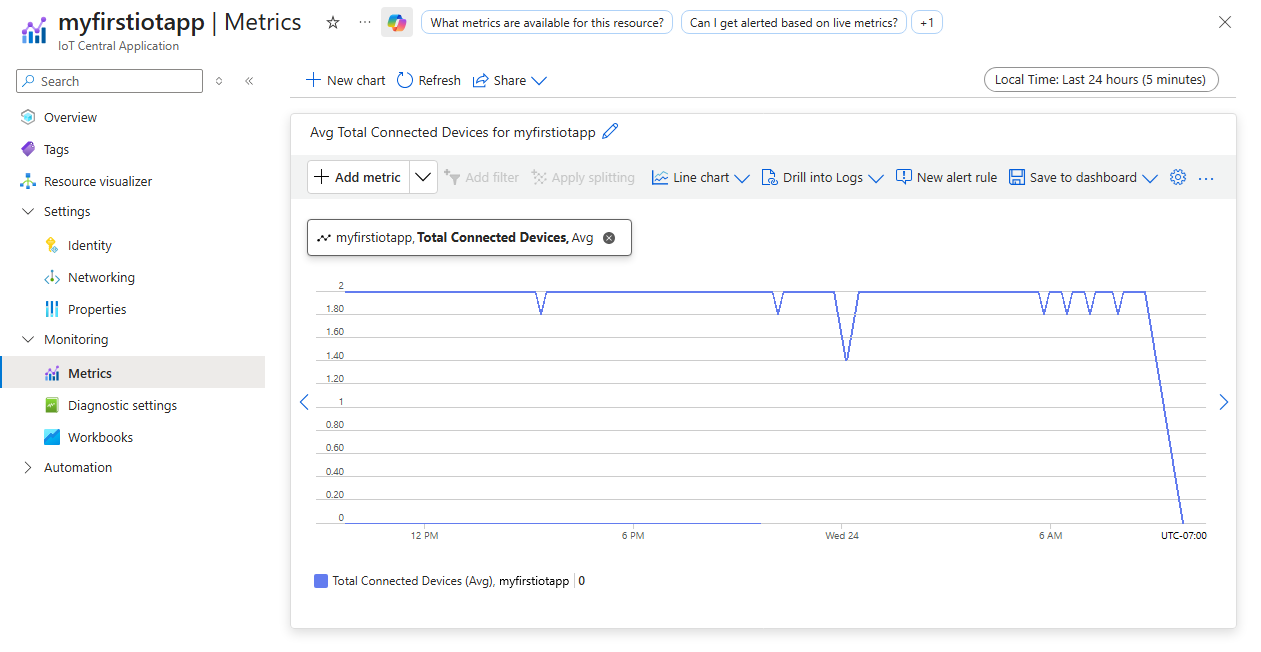 myfirstiotapp | Metrics
What metrics are available for this resource?
Can I get alerted based on live metrics?
+1
IoT Central Application
Search
New chart
Refresh
Share
Local Time: Last 24 hours (5 minutes)
Overview
Tags
Resource visualizer
Settings
Identity
Networking
Properties
Monitoring
Metrics
Diagnostic settings
Workbooks
Automation
Avg Total Connected Devices for myfirstiotapp
Add metric
Add filter
Apply splitting
Line chart
Drill into Logs
New alert rule
Save to dashboard
myfirstiotapp, Total Connected Devices, Avg
2
1.80
1.60
1.40
1.20
1
0.80
0.60
0.40
0.20
0
12 PM
6 PM
Wed 24
6 AM
UTC-07:00
Total Connected Devices (Avg), myfirstiotapp | 0